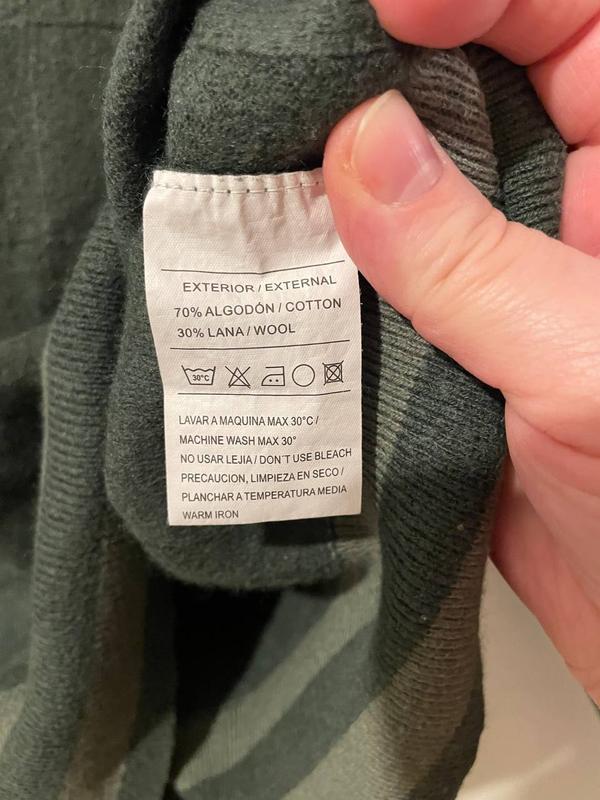 EXTERIOR / EXTERNAL
70% ALGODÓN / COTTON
30% LANA / WOOL
30°C
LAVAR A MAQUINA MAX 30°C /
MACHINE WASH MAX 30°
NO USAR LEJIA / DON´T USE BLEACH
PRECAUCION, LIMPIEZA EN SECO /
PLANCHAR A TEMPERATURA MEDIA
WARM IRON